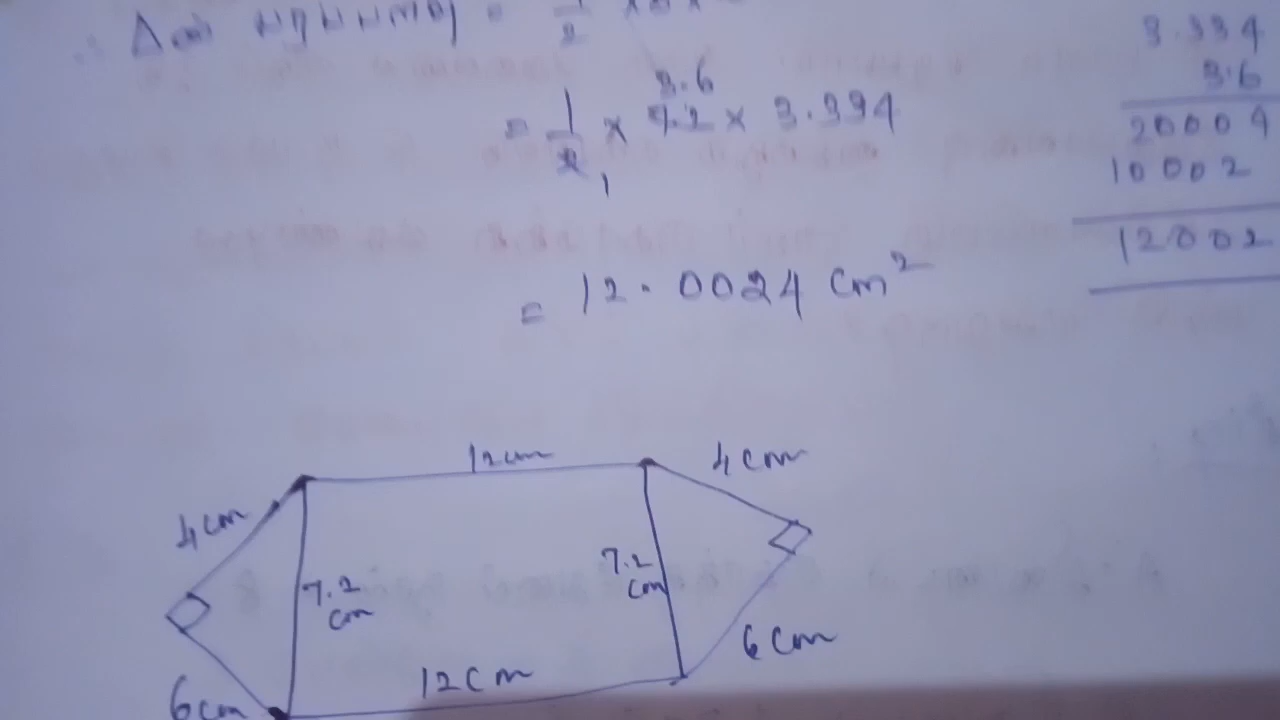 = 1/2 × 7.2 × 3.334
3.6
1
= 12.0024 cm²
3.334
3.6
20004
10002
12002
12cm
4cm
4cm
7.2
cm
7.2
cm
6cm
12cm
6cm